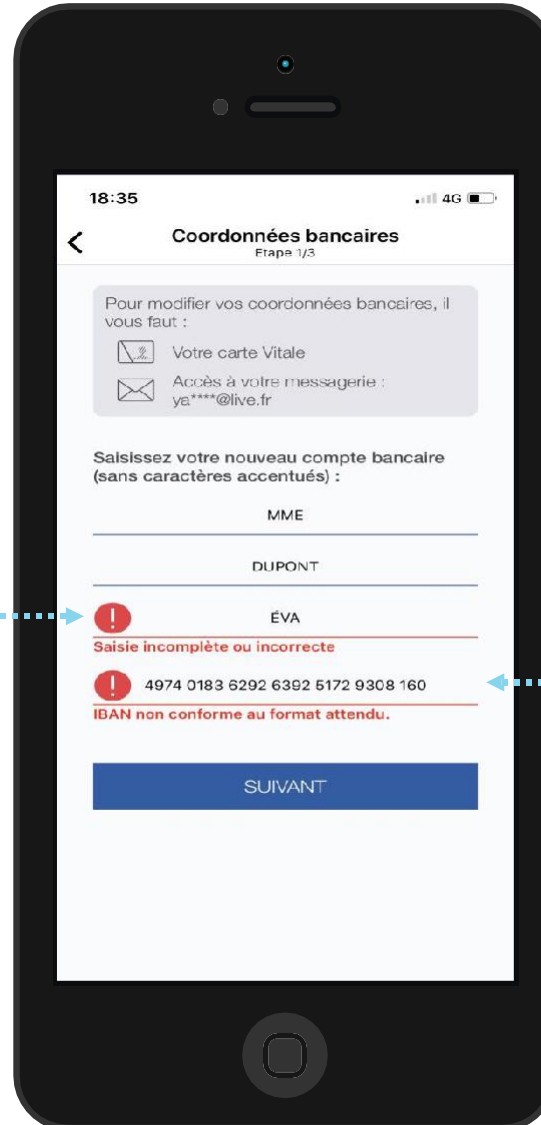 18:35
4G
Coordonnées bancaires
Etape 1/3
Pour modifier vos coordonnées bancaires, il
vous faut :
Votre carte Vitale
Accès à votre messagerie :
ya****@live.fr
Saisissez votre nouveau compte bancaire
(sans caractères accentués) :
MME
DUPONT
ÉVA
Saisie incomplète ou incorrecte
4974 0183 6292 6392 5172 9308 160
IBAN non conforme au format attendu.
SUIVANT